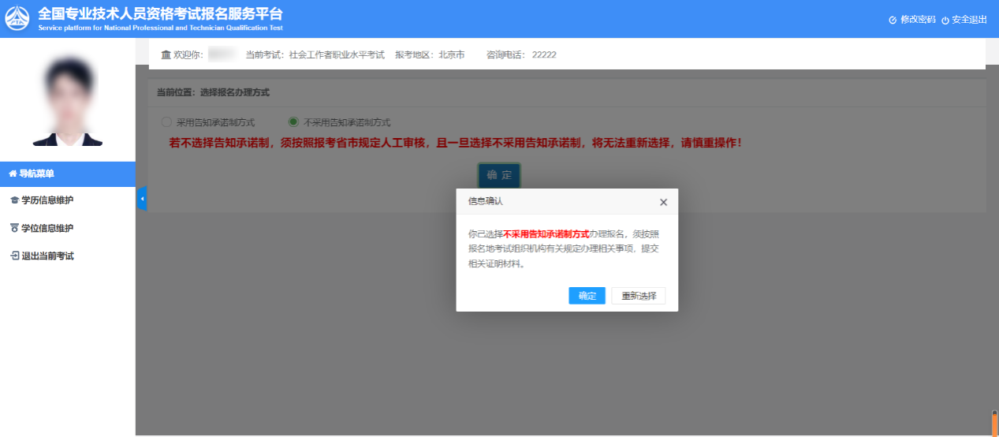 全国专业技术人员资格考试报名服务平台
Service platform for National Professional and Technician Qualification Test
修改密码 安全退出
欢迎你: 当前考试: 社会工作者职业水平考试 报考地区: 北京市 咨询电话: 22222
当前位置: 选择报名办理方式
采用告知承诺制方式 不采用告知承诺制方式
若不选择告知承诺制，须按照报考省市规定人工审核，且一旦选择不采用告知承诺制，将无法重新选择，请慎重操作！
确 定
导航菜单
学历信息维护
学位信息维护
退出当前考试
信息确认
你已选择不采用告知承诺制方式办理报名，须按照
报名地考试组织机构有关规定办理相关事项，提交
相关证明材料。
确定 重新选择